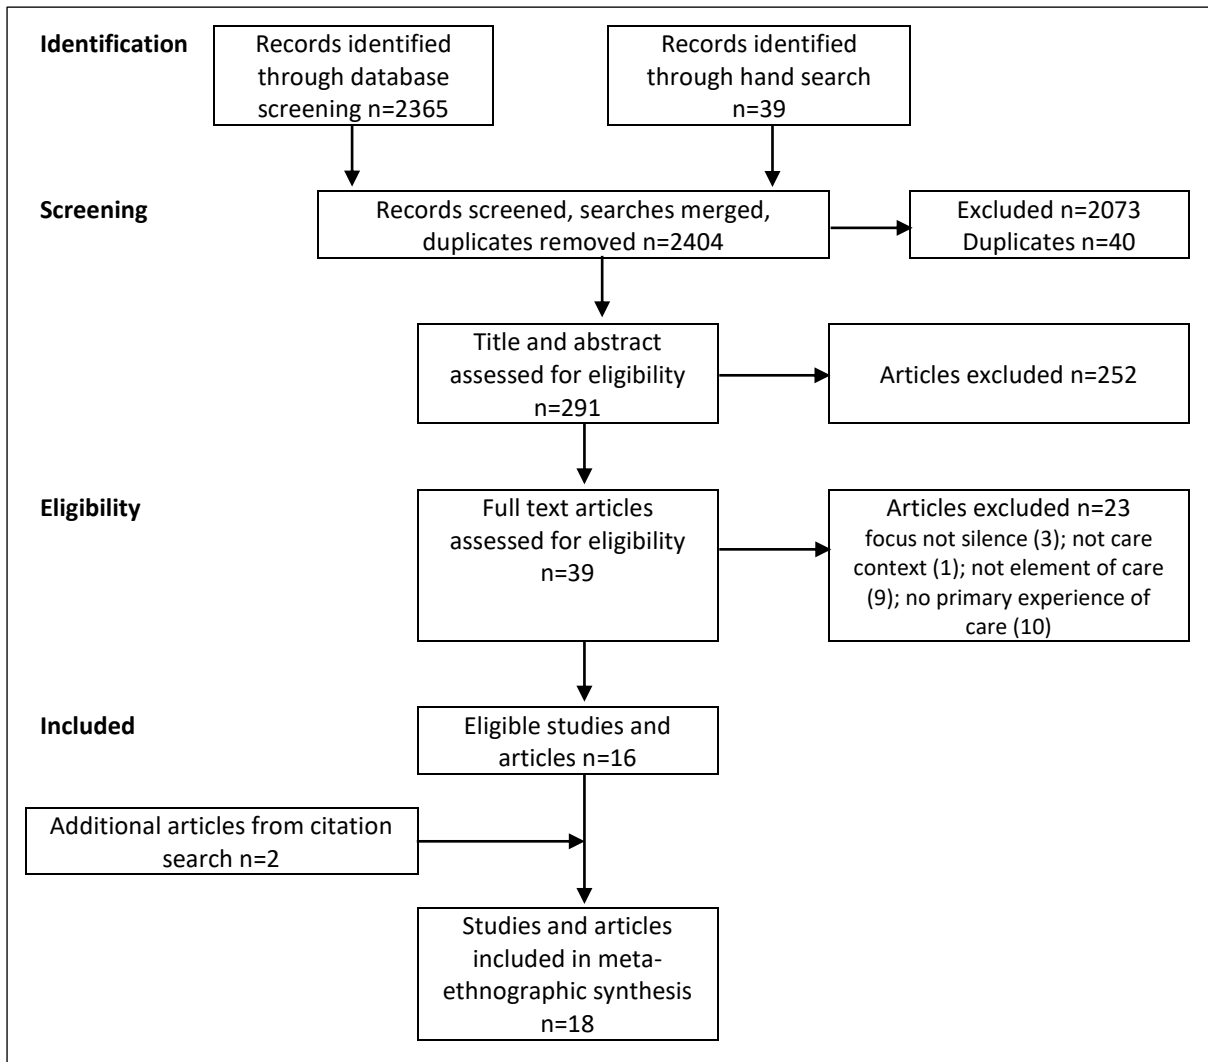 Identification
Records identified
through database
screening n=2365
Records identified
through hand search
n=39
Screening
Records screened, searches merged,
duplicates removed n=2404
Excluded n=2073
Duplicates n=40
Title and abstract
assessed for eligibility
n=291
Articles excluded n=252
Eligibility
Full text articles
assessed for eligibility
n=39
Articles excluded n=23
focus not silence (3); not care
context (1); not element of care
(9); no primary experience of
care (10)
Included
Eligible studies and
articles n=16
Additional articles from citation
search n=2
Studies and articles
included in meta-
ethnographic synthesis
n=18